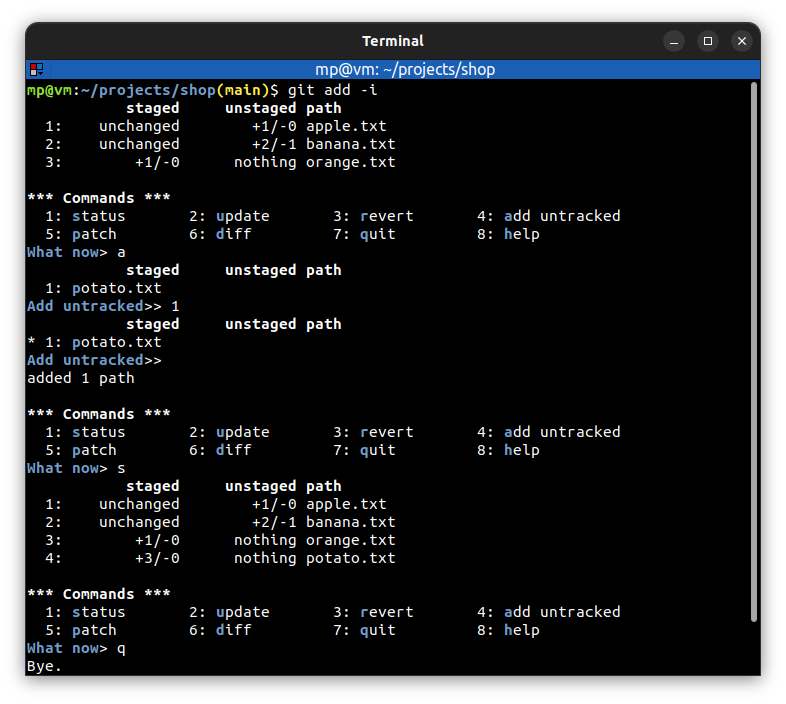 Terminal
mp@vm: ~/projects/shop
mp@vm:~/projects/shop(main)$ git add -i
           staged     unstaged path
  1:    unchanged        +1/-0 apple.txt
  2:    unchanged        +2/-1 banana.txt
  3:        +1/-0      nothing orange.txt

*** Commands ***
  1: status       2: update       3: revert       4: add untracked
  5: patch        6: diff         7: quit         8: help
What now> a
           staged     unstaged path
  1: potato.txt
Add untracked>> 1
           staged     unstaged path
* 1: potato.txt
Add untracked>>
added 1 path

*** Commands ***
  1: status       2: update       3: revert       4: add untracked
  5: patch        6: diff         7: quit         8: help
What now> s
           staged     unstaged path
  1:    unchanged        +1/-0 apple.txt
  2:    unchanged        +2/-1 banana.txt
  3:        +1/-0      nothing orange.txt
  4:        +3/-0      nothing potato.txt

*** Commands ***
  1: status       2: update       3: revert       4: add untracked
  5: patch        6: diff         7: quit         8: help
What now> q
Bye.